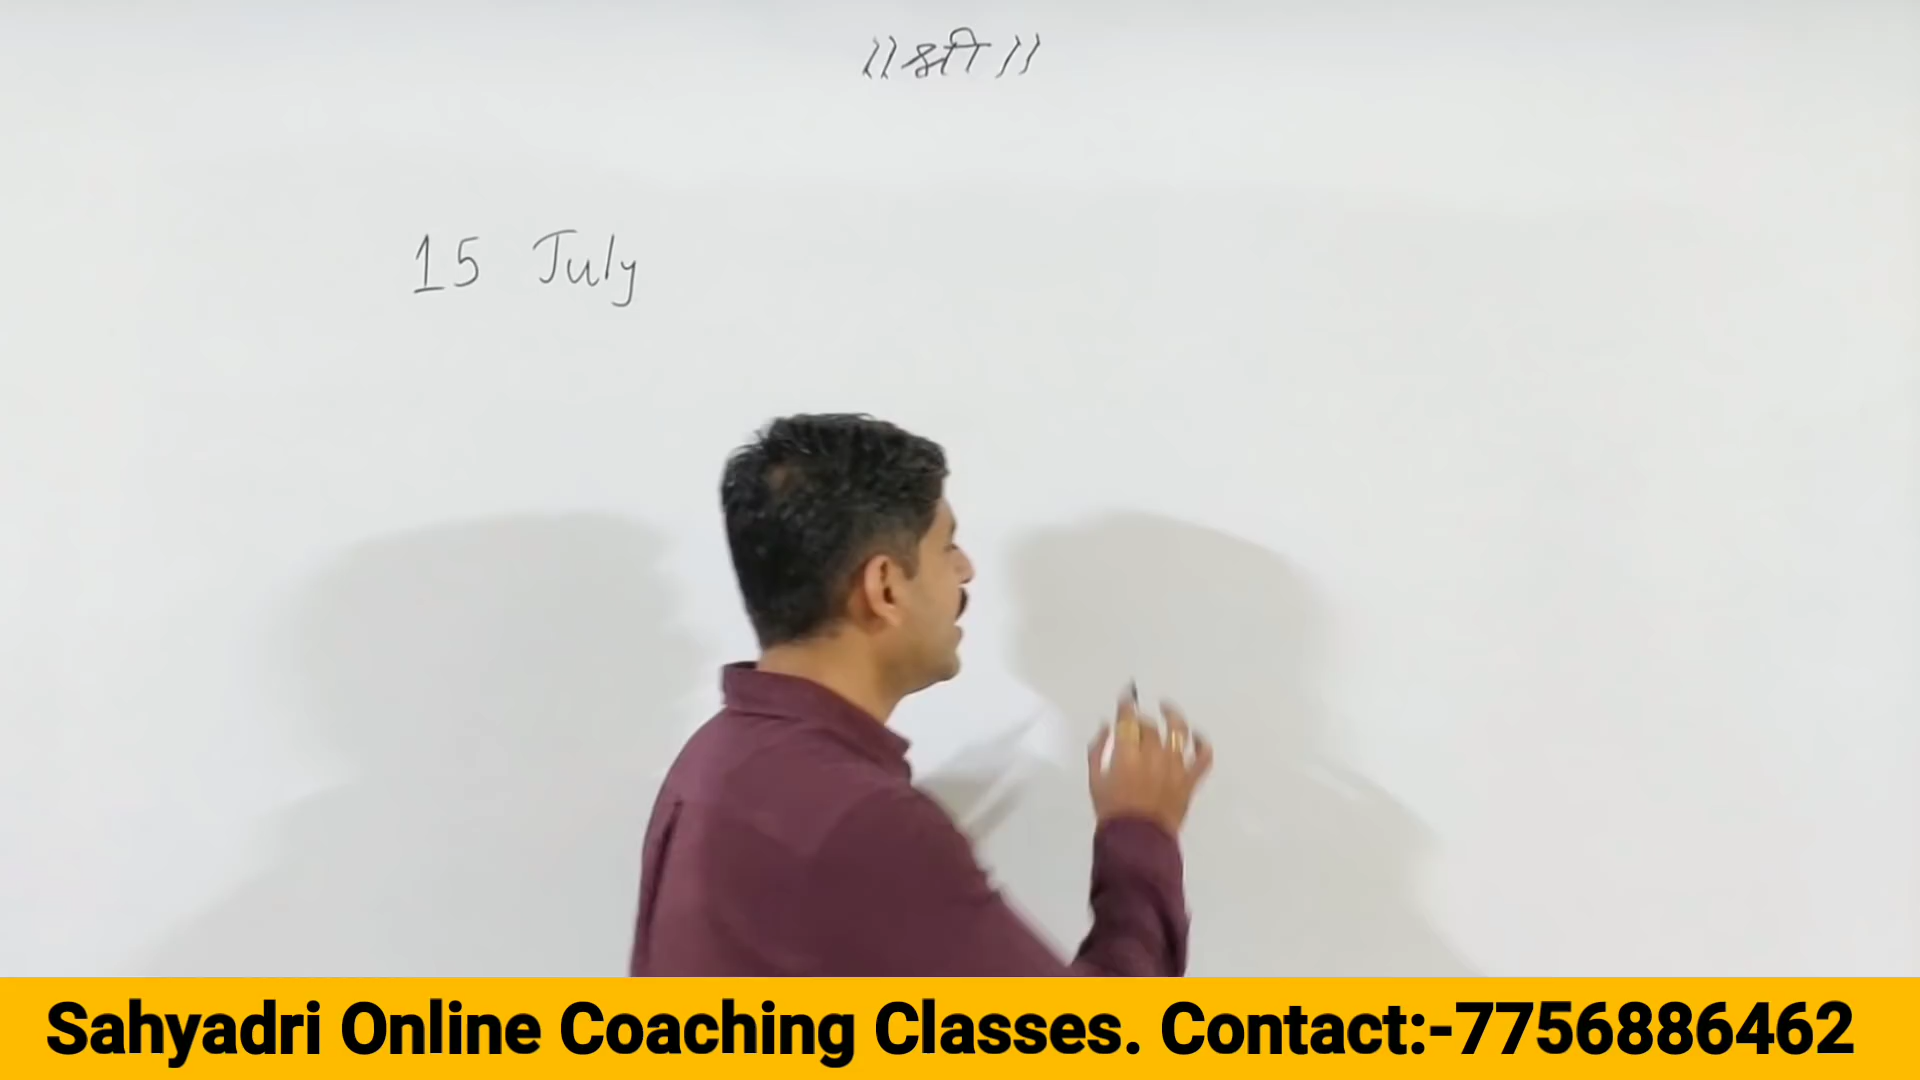 ॥ श्री ॥
15 July
Sahyadri Online Coaching Classes. Contact:-7756886462